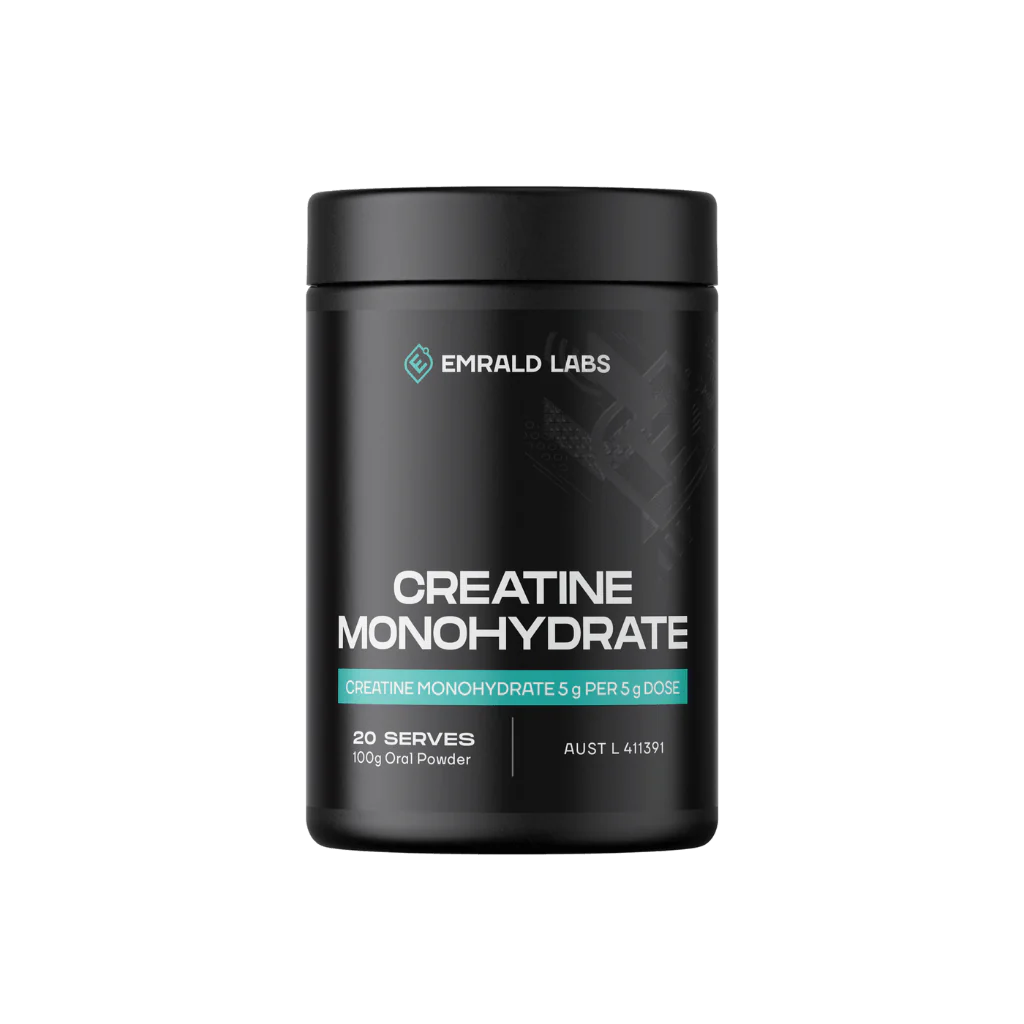 EMRALD LABS
CREATINE
MONOHYDRATE
CREATINE MONOHYDRATE 5 g PER 5 g DOSE
20 SERVES
100g Oral Powder
AUST L 411391